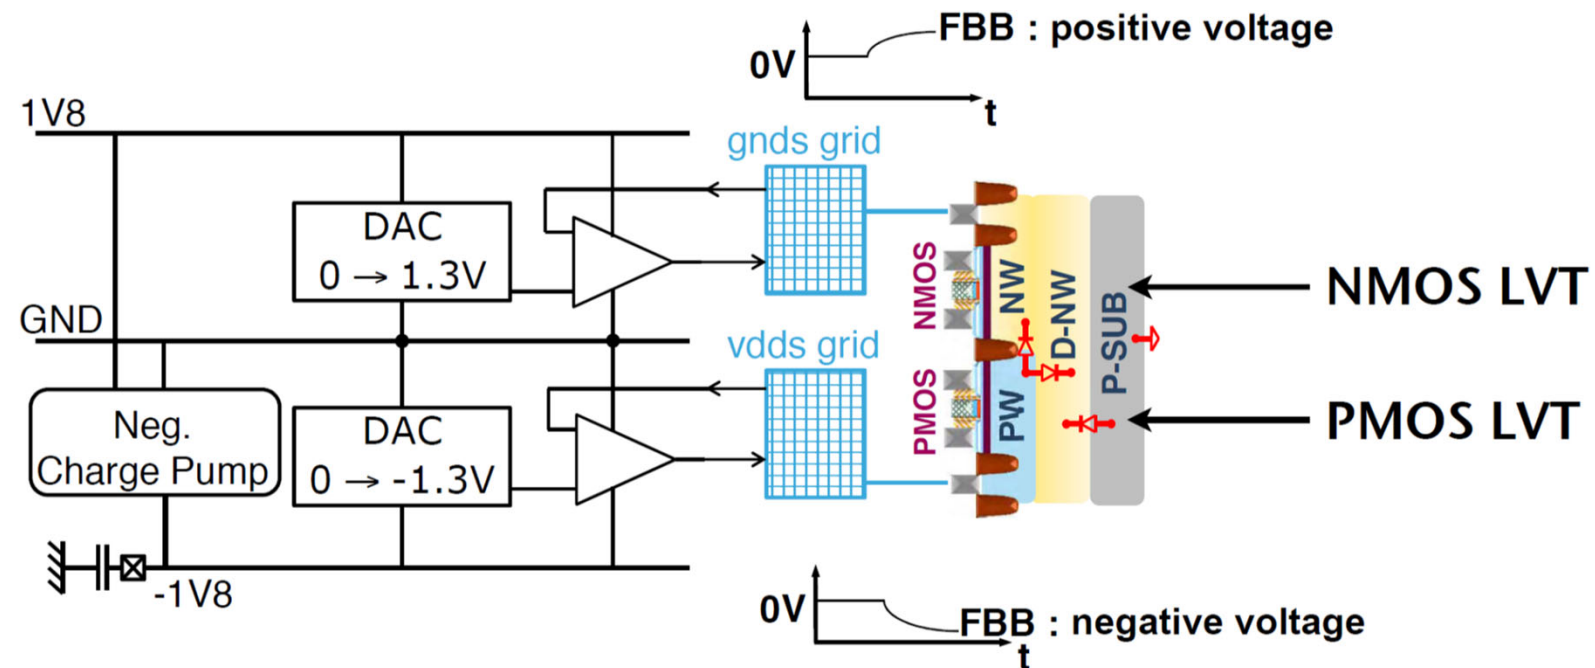 FBB : positive voltage
0V
t
1V8
gnds grid
DAC
0 → 1.3V
NMOS
NW
D-NW
P-SUB
NMOS LVT
GND
vdds grid
Neg.
Charge Pump
DAC
0 → -1.3V
PMOS
PW
PMOS LVT
-1V8
0V
FBB : negative voltage
t